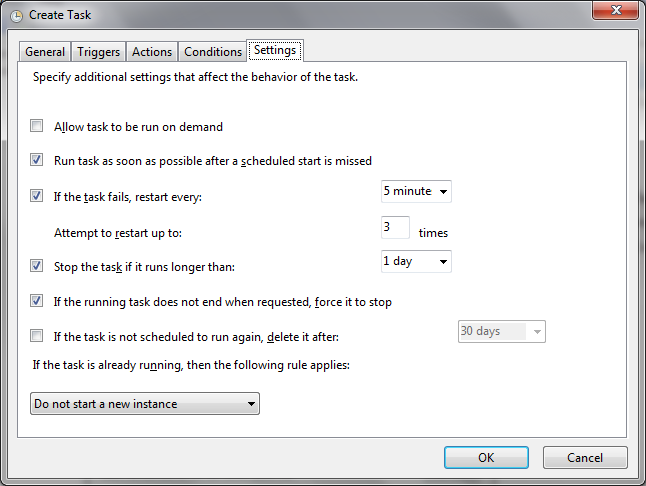 Create Task
General Triggers Actions Conditions Settings
Specify additional settings that affect the behavior of the task.
Allow task to be run on demand
Run task as soon as possible after a scheduled start is missed
If the task fails, restart every: 5 minute
Attempt to restart up to: 3 times
Stop the task if it runs longer than: 1 day
If the running task does not end when requested, force it to stop
If the task is not scheduled to run again, delete it after: 30 days
If the task is already running, then the following rule applies:
Do not start a new instance
OK Cancel